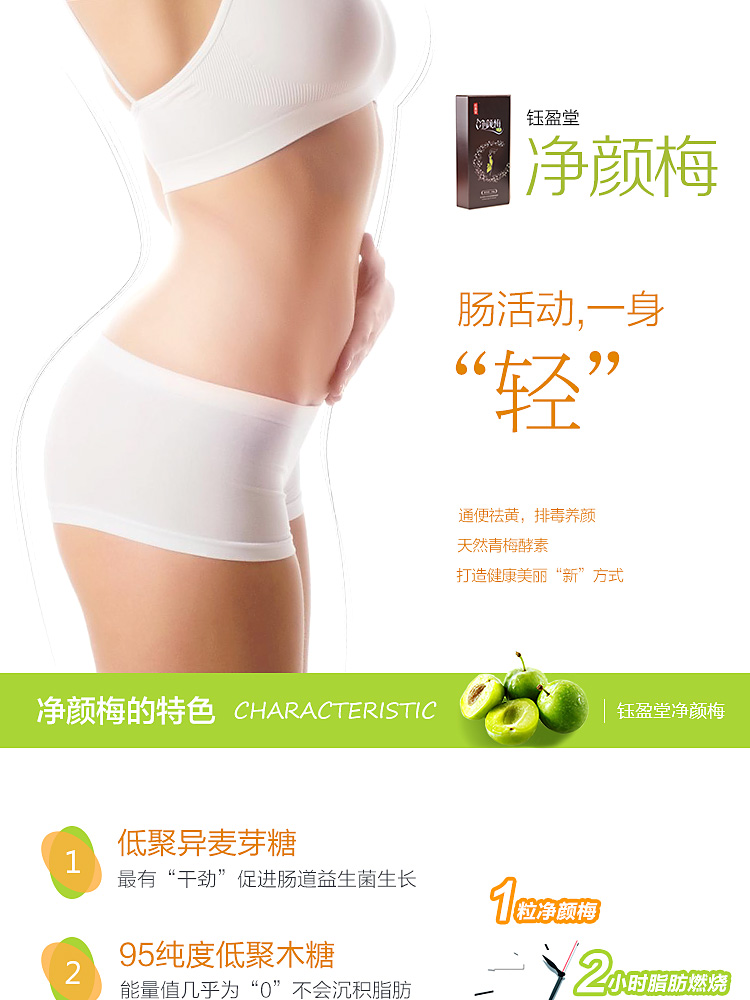 钰盈堂
净颜梅
净颜梅
肠活动,一身
“轻”
通便祛黄，排毒养颜
天然青梅酵素
打造健康美丽“新”方式
净颜梅的特色 CHARACTERISTIC
钰盈堂净颜梅
1
低聚异麦芽糖
最有“干劲”促进肠道益生菌生长
1粒净颜梅
2
95纯度低聚木糖
能量值几乎为“0”不会沉积脂肪
2小时脂肪燃烧